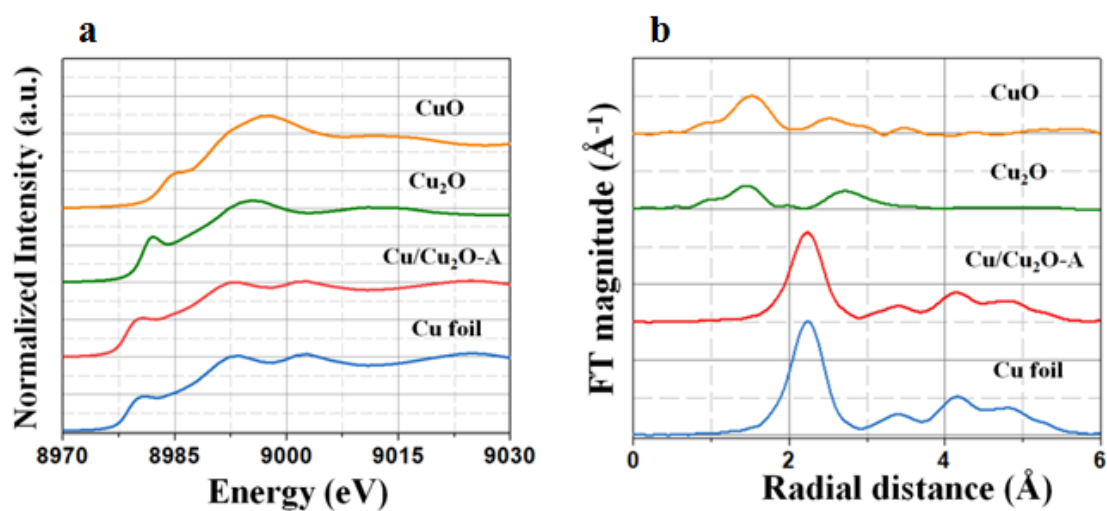 a
Normalized Intensity (a.u.)
CuO
Cu₂O
Cu/Cu₂O-A
Cu foil
8970 8985 9000 9015 9030
Energy (eV)
b
FT magnitude (Å⁻¹)
CuO
Cu₂O
Cu/Cu₂O-A
Cu foil
0 2 4 6
Radial distance (Å)